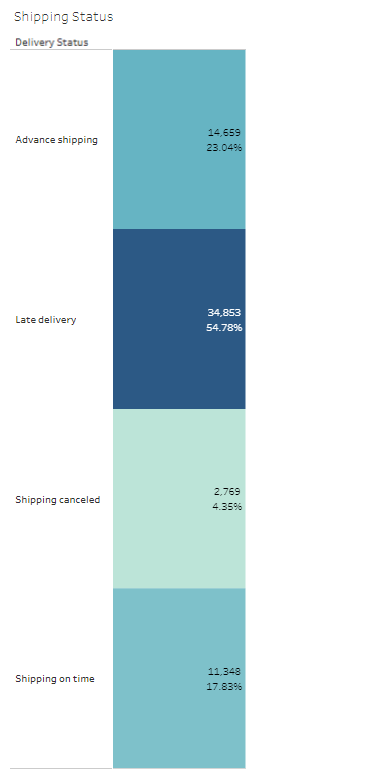 Shipping Status
Delivery Status
Advance shipping
14,659
23.04%
Late delivery
34,853
54.78%
Shipping canceled
2,769
4.35%
Shipping on time
11,348
17.83%